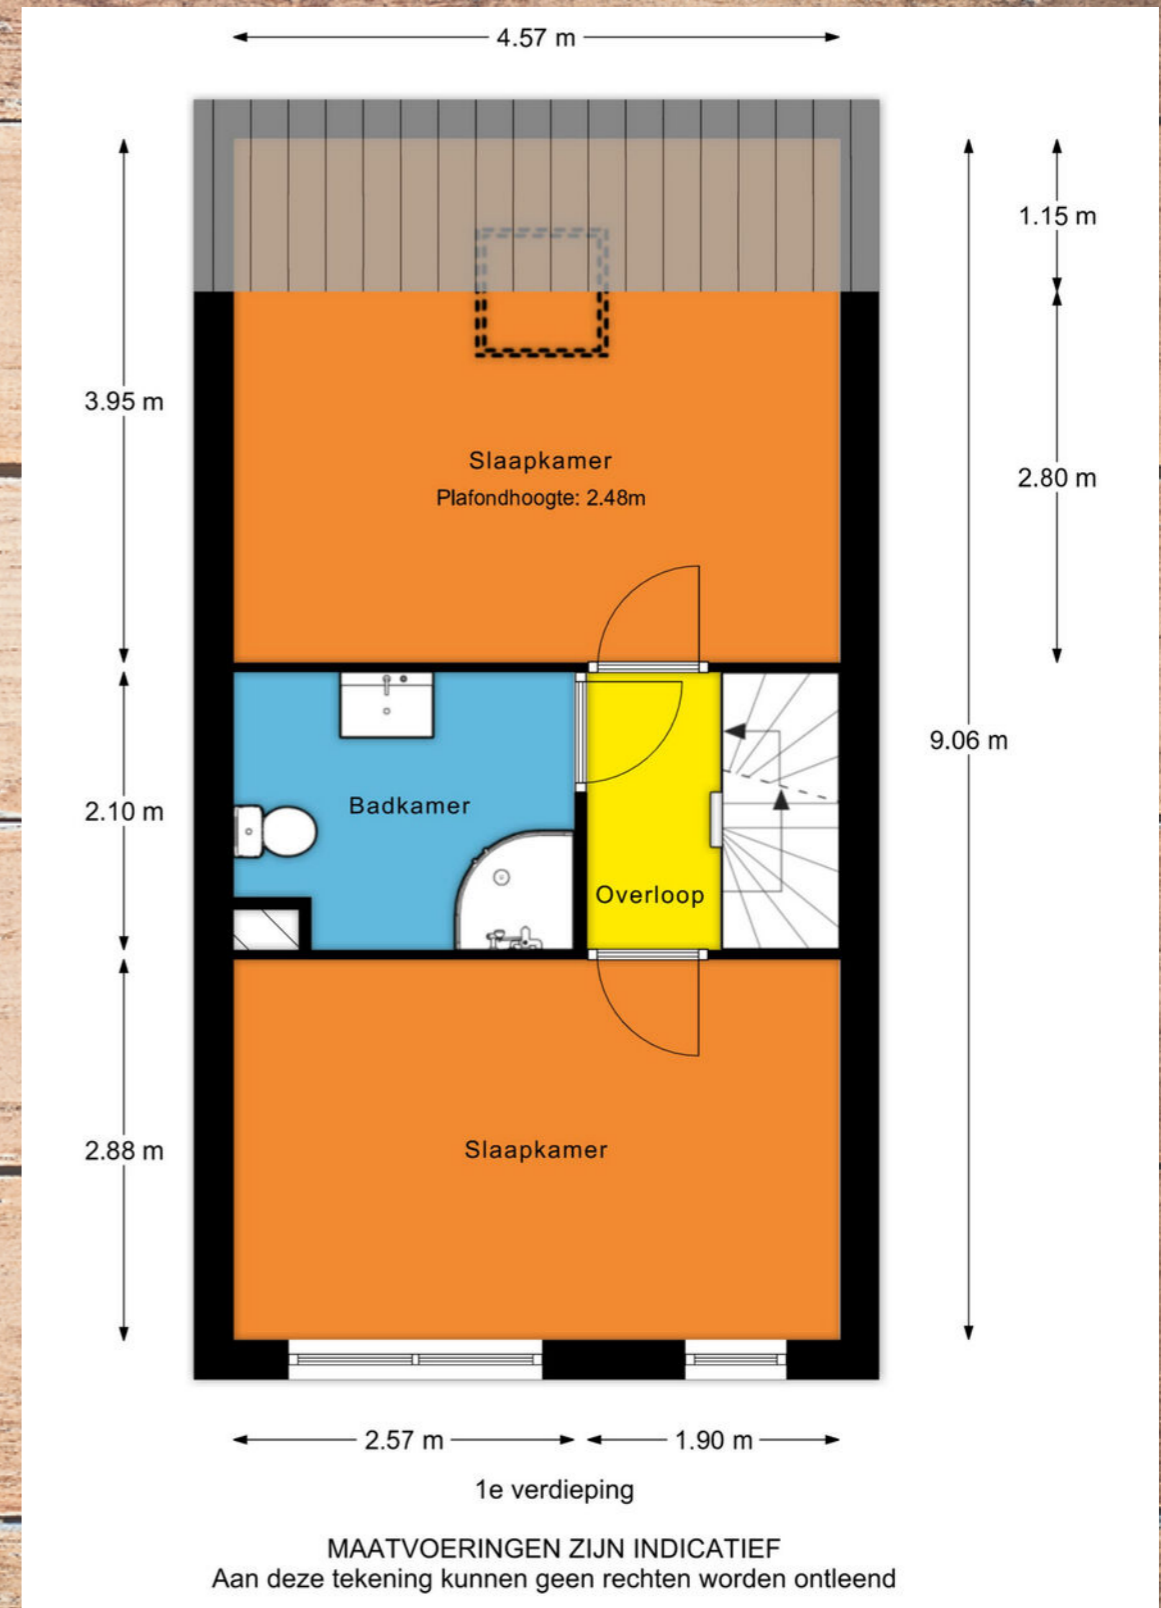 4.57 m
1.15 m
3.95 m
Slaapkamer
2.80 m
Plafondhoogte: 2.48m
9.06 m
Badkamer
2.10 m
Overloop
2.88 m
Slaapkamer
2.57 m
1.90 m
1e verdieping
MAATVOERINGEN ZIJN INDICATIEF
Aan deze tekening kunnen geen rechten worden ontleend